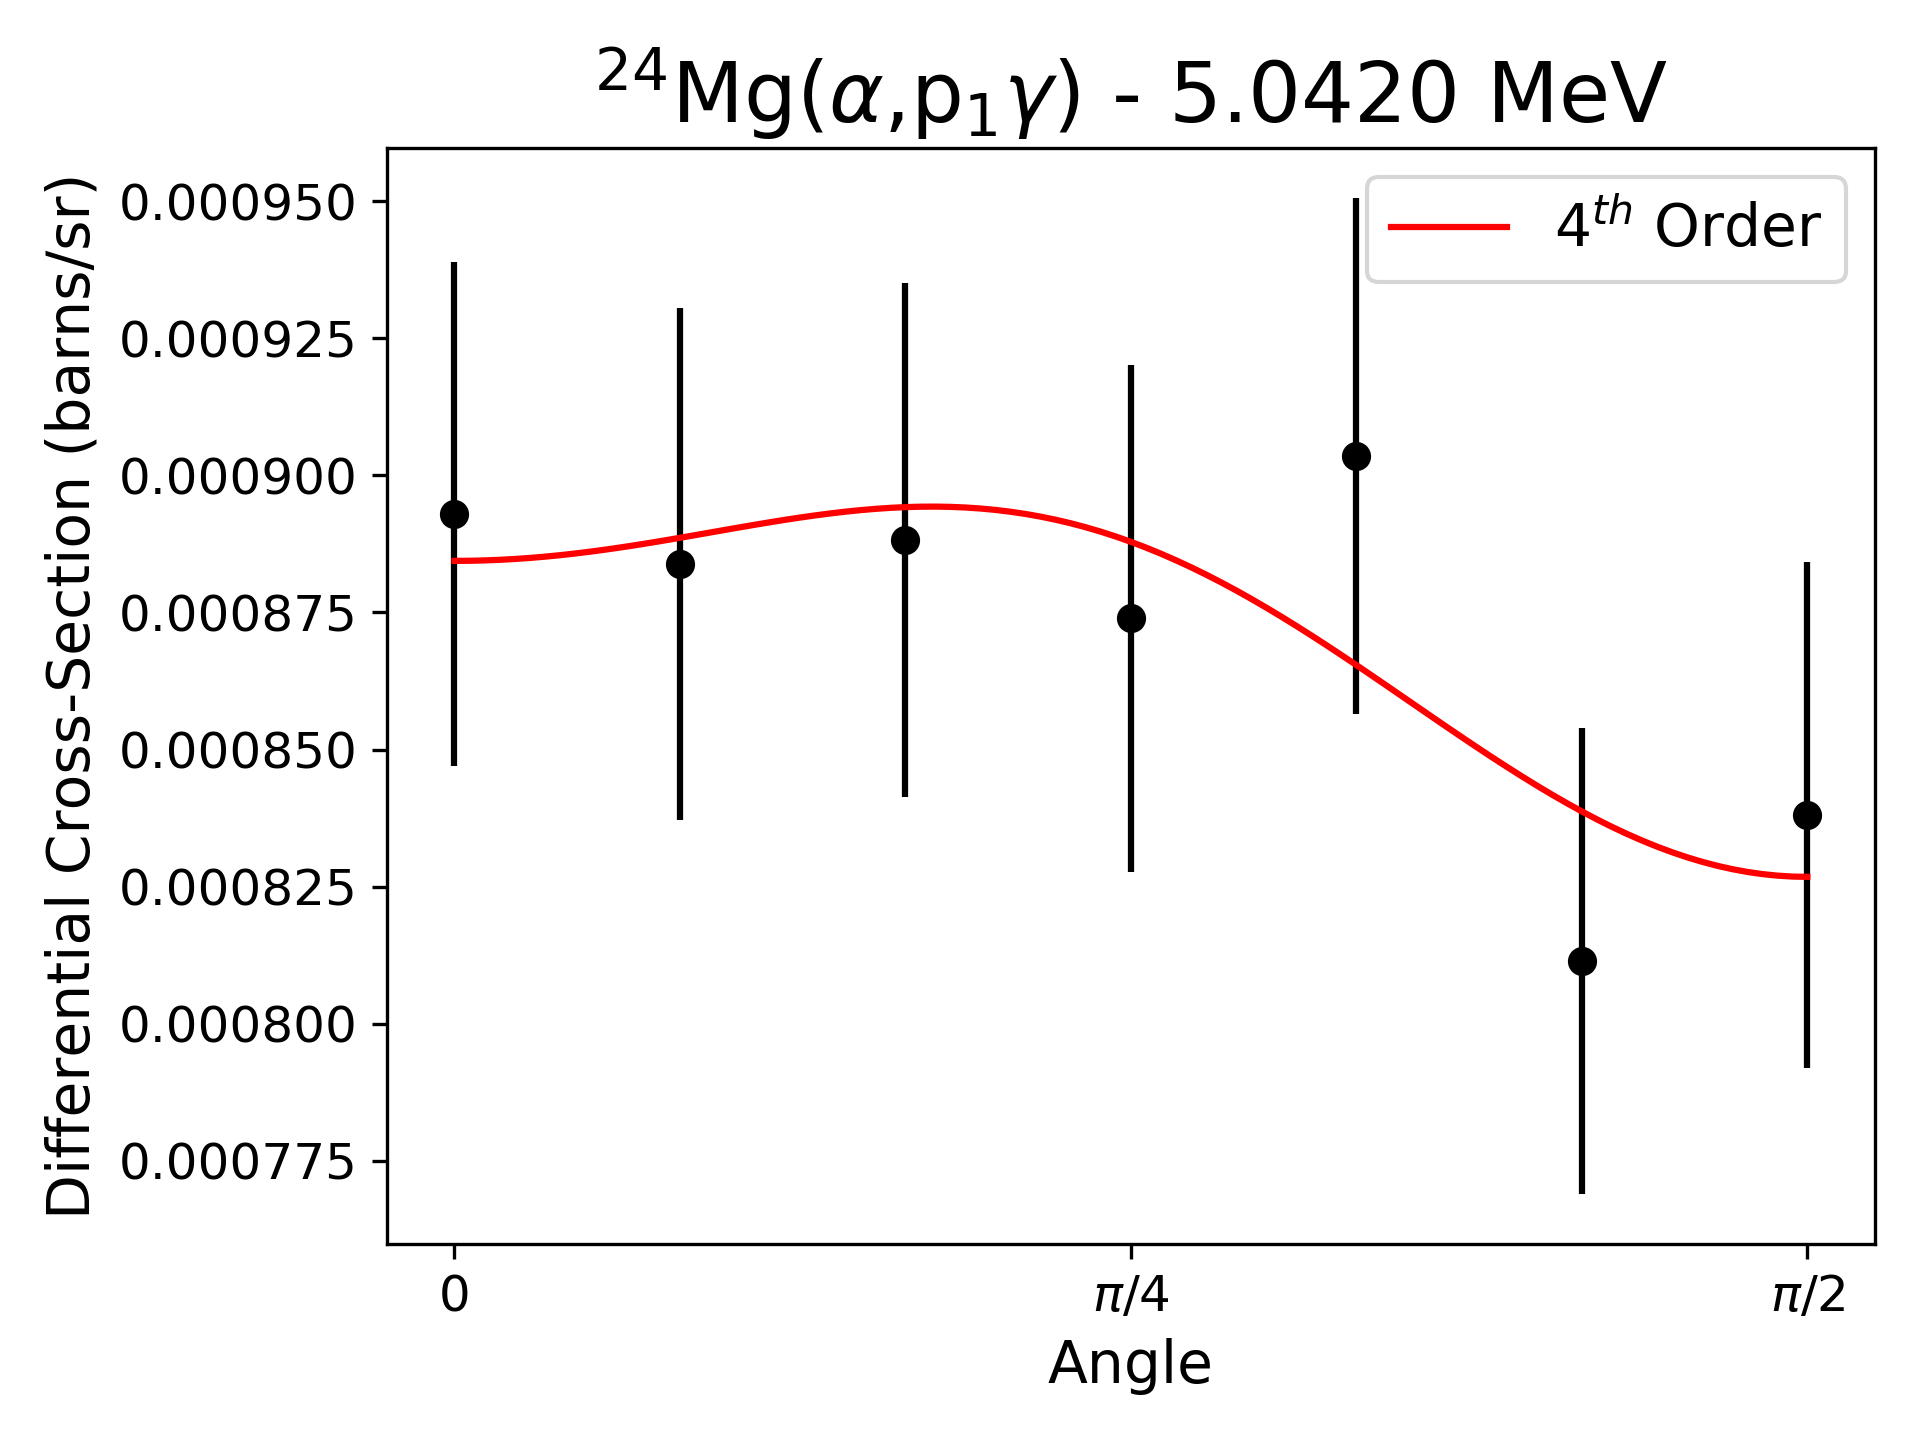 ²⁴Mg(α,p₁γ) - 5.0420 MeV
4ᵗʰ Order
Differential Cross-Section (barns/sr)
0.000950
0.000925
0.000900
0.000875
0.000850
0.000825
0.000800
0.000775
0 π/4 π/2
Angle